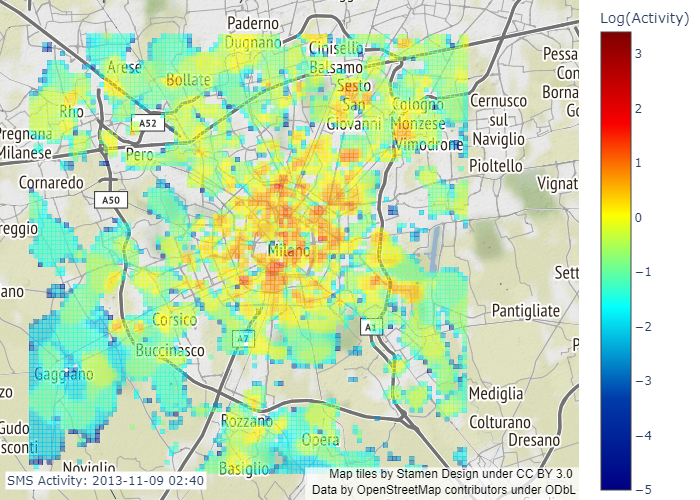 Log(Activity)
3
2
1
0
−1
−2
−3
−4
−5
Paderno
Dugnano
Cinisello
Balsamo
Arese
Bollate
Sesto
San
Giovanni
Cologno
Monzese
Vimodrone
Cernusco
sul
Naviglio
Pessa
Con
Borna
Go
Rho
A52
Pregnana
Milanese
Pero
Pioltello
Cornaredo
Vignat
A50
reggio
Milano
Sett
ano
Pantigliate
Corsico
A7
A1
Buccinasco
P
Gaggiano
Mediglia
zo
Rozzano
Colturano
Dresano
Gudo
sconti
Opera
Noviglio
Basiglio
SMS Activity: 2013-11-09 02:40
Map tiles by Stamen Design under CC BY 3.0
Data by OpenStreetMap contributors under ODbL